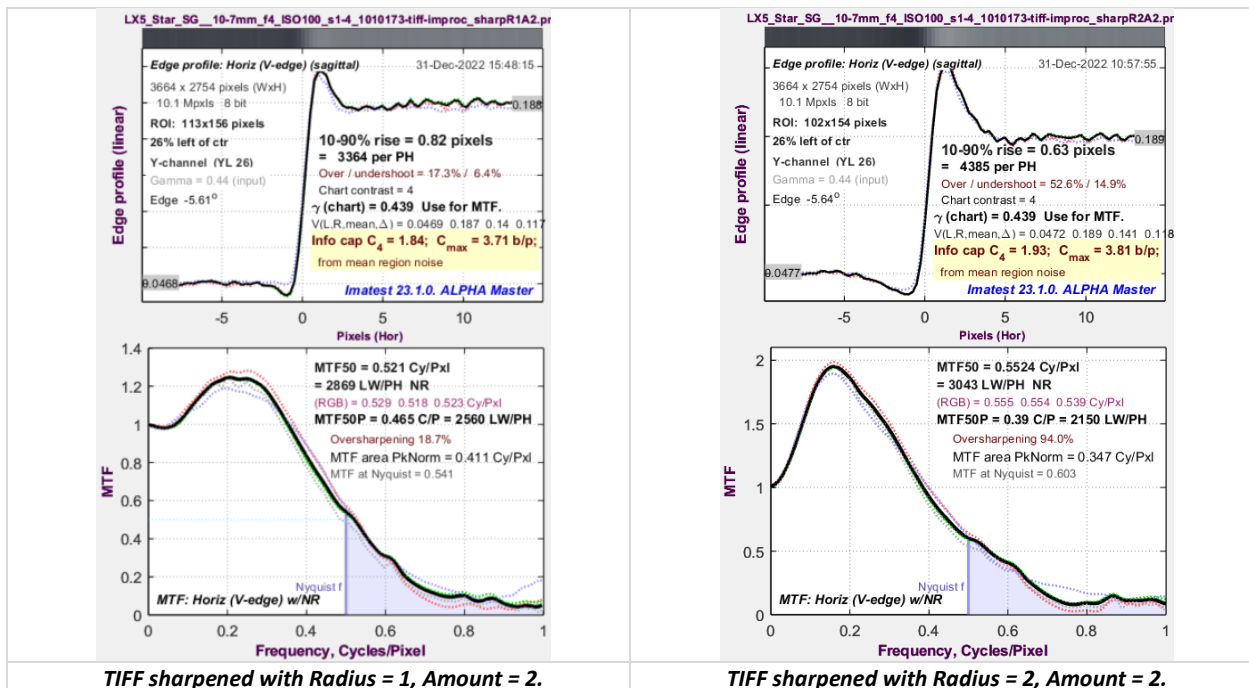 LX5_Star_SG__10-7mm_f4_ISO100_s1-4_1010173-tiff-improc_sharpR1A2.pr
Edge profile: Horiz (V-edge) (sagittal)
31-Dec-2022 15:48:15
3664 x 2754 pixels (WxH)
10.1 Mpxls 8 bit
ROI: 113x156 pixels
26% left of ctr
Y-channel (YL 26)
Gamma = 0.44 (input)
Edge -5.61o
0.188
10-90% rise = 0.82 pixels
= 3364 per PH
Over / undershoot = 17.3% / 6.4%
Chart contrast = 4
γ (chart) = 0.439 Use for MTF.
V(L,R,mean,Δ) = 0.0469 0.187 0.14 0.117
Info cap C4 = 1.84; Cmax = 3.71 b/p;
from mean region noise
0.0468
Imatest 23.1.0. ALPHA Master
Edge profile (linear)
-5 0 5 10
Pixels (Hor)
1.4
1.2
1
0.8
0.6
0.4
0.2
0
MTF
MTF50 = 0.521 Cy/Pxl
= 2869 LW/PH NR
(RGB) = 0.529 0.518 0.523 Cy/Pxl
MTF50P = 0.465 C/P = 2560 LW/PH
Oversharpening 18.7%
MTF area PkNorm = 0.411 Cy/Pxl
MTF at Nyquist = 0.541
Nyquist f
MTF: Horiz (V-edge) w/NR
0 0.2 0.4 0.6 0.8 1
Frequency, Cycles/Pixel
TIFF sharpened with Radius = 1, Amount = 2.
LX5_Star_SG__10-7mm_f4_ISO100_s1-4_1010173-tiff-improc_sharpR2A2.pr
Edge profile: Horiz (V-edge) (sagittal)
31-Dec-2022 10:57:55
3664 x 2754 pixels (WxH)
10.1 Mpxls 8 bit
ROI: 102x154 pixels
26% left of ctr
Y-channel (YL 26)
Gamma = 0.44 (input)
Edge -5.64o
0.189
10-90% rise = 0.63 pixels
= 4385 per PH
Over / undershoot = 52.6% / 14.9%
Chart contrast = 4
γ (chart) = 0.439 Use for MTF.
V(L,R,mean,Δ) = 0.0472 0.189 0.141 0.118
Info cap C4 = 1.93; Cmax = 3.81 b/p;
from mean region noise
0.0477
Imatest 23.1.0. ALPHA Master
Edge profile (linear)
-5 0 5 10
Pixels (Hor)
2
1.5
1
0.5
0
MTF
MTF50 = 0.5524 Cy/Pxl
= 3043 LW/PH NR
(RGB) = 0.555 0.554 0.539 Cy/Pxl
MTF50P = 0.39 C/P = 2150 LW/PH
Oversharpening 94.0%
MTF area PkNorm = 0.347 Cy/Pxl
MTF at Nyquist = 0.603
Nyquist f
MTF: Horiz (V-edge) w/NR
0 0.2 0.4 0.6 0.8 1
Frequency, Cycles/Pixel
TIFF sharpened with Radius = 2, Amount = 2.